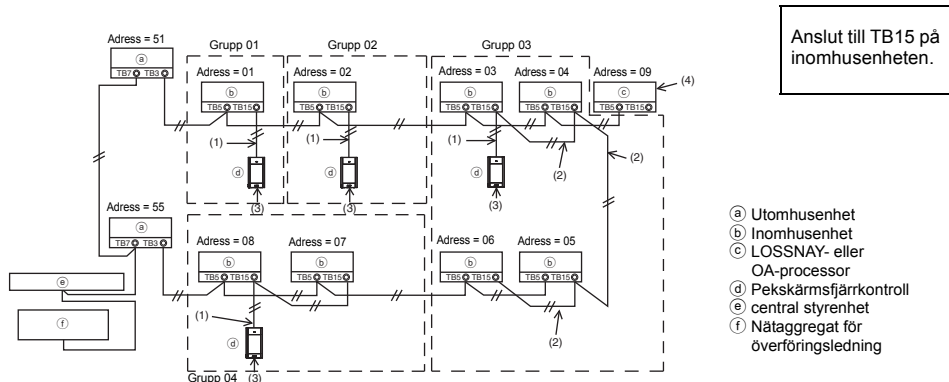 Adress = 51
Grupp 01
Grupp 02
Grupp 03
Anslut till TB15 på
inomhusenheten.
ⓐ
TB7 TB3
Adress = 01
Adress = 02
Adress = 03
Adress = 04
Adress = 09
(4)
ⓑ
ⓑ
ⓑ
ⓑ
ⓒ
TB5 TB15
TB5 TB15
TB5 TB15
TB5 TB15
TB5 TB15
(1)
(1)
(1)
(2)
(2)
ⓓ
ⓓ
ⓓ
(3)
(3)
(3)
Adress = 55
ⓐ
TB7 TB3
Adress = 08
Adress = 07
Adress = 06
Adress = 05
ⓑ
ⓑ
ⓑ
ⓑ
TB5 TB15
TB5 TB15
TB5 TB15
TB5 TB15
ⓔ
ⓕ
(1)
(2)
ⓓ
Grupp 04
(3)
ⓐ Utomhusenhet
ⓑ Inomhusenhet
ⓒ LOSSNAY- eller
OA-processor
ⓓ Pekskärmsfjärrkontroll
ⓔ central styrenhet
ⓕ Nätaggregat för
överföringsledning